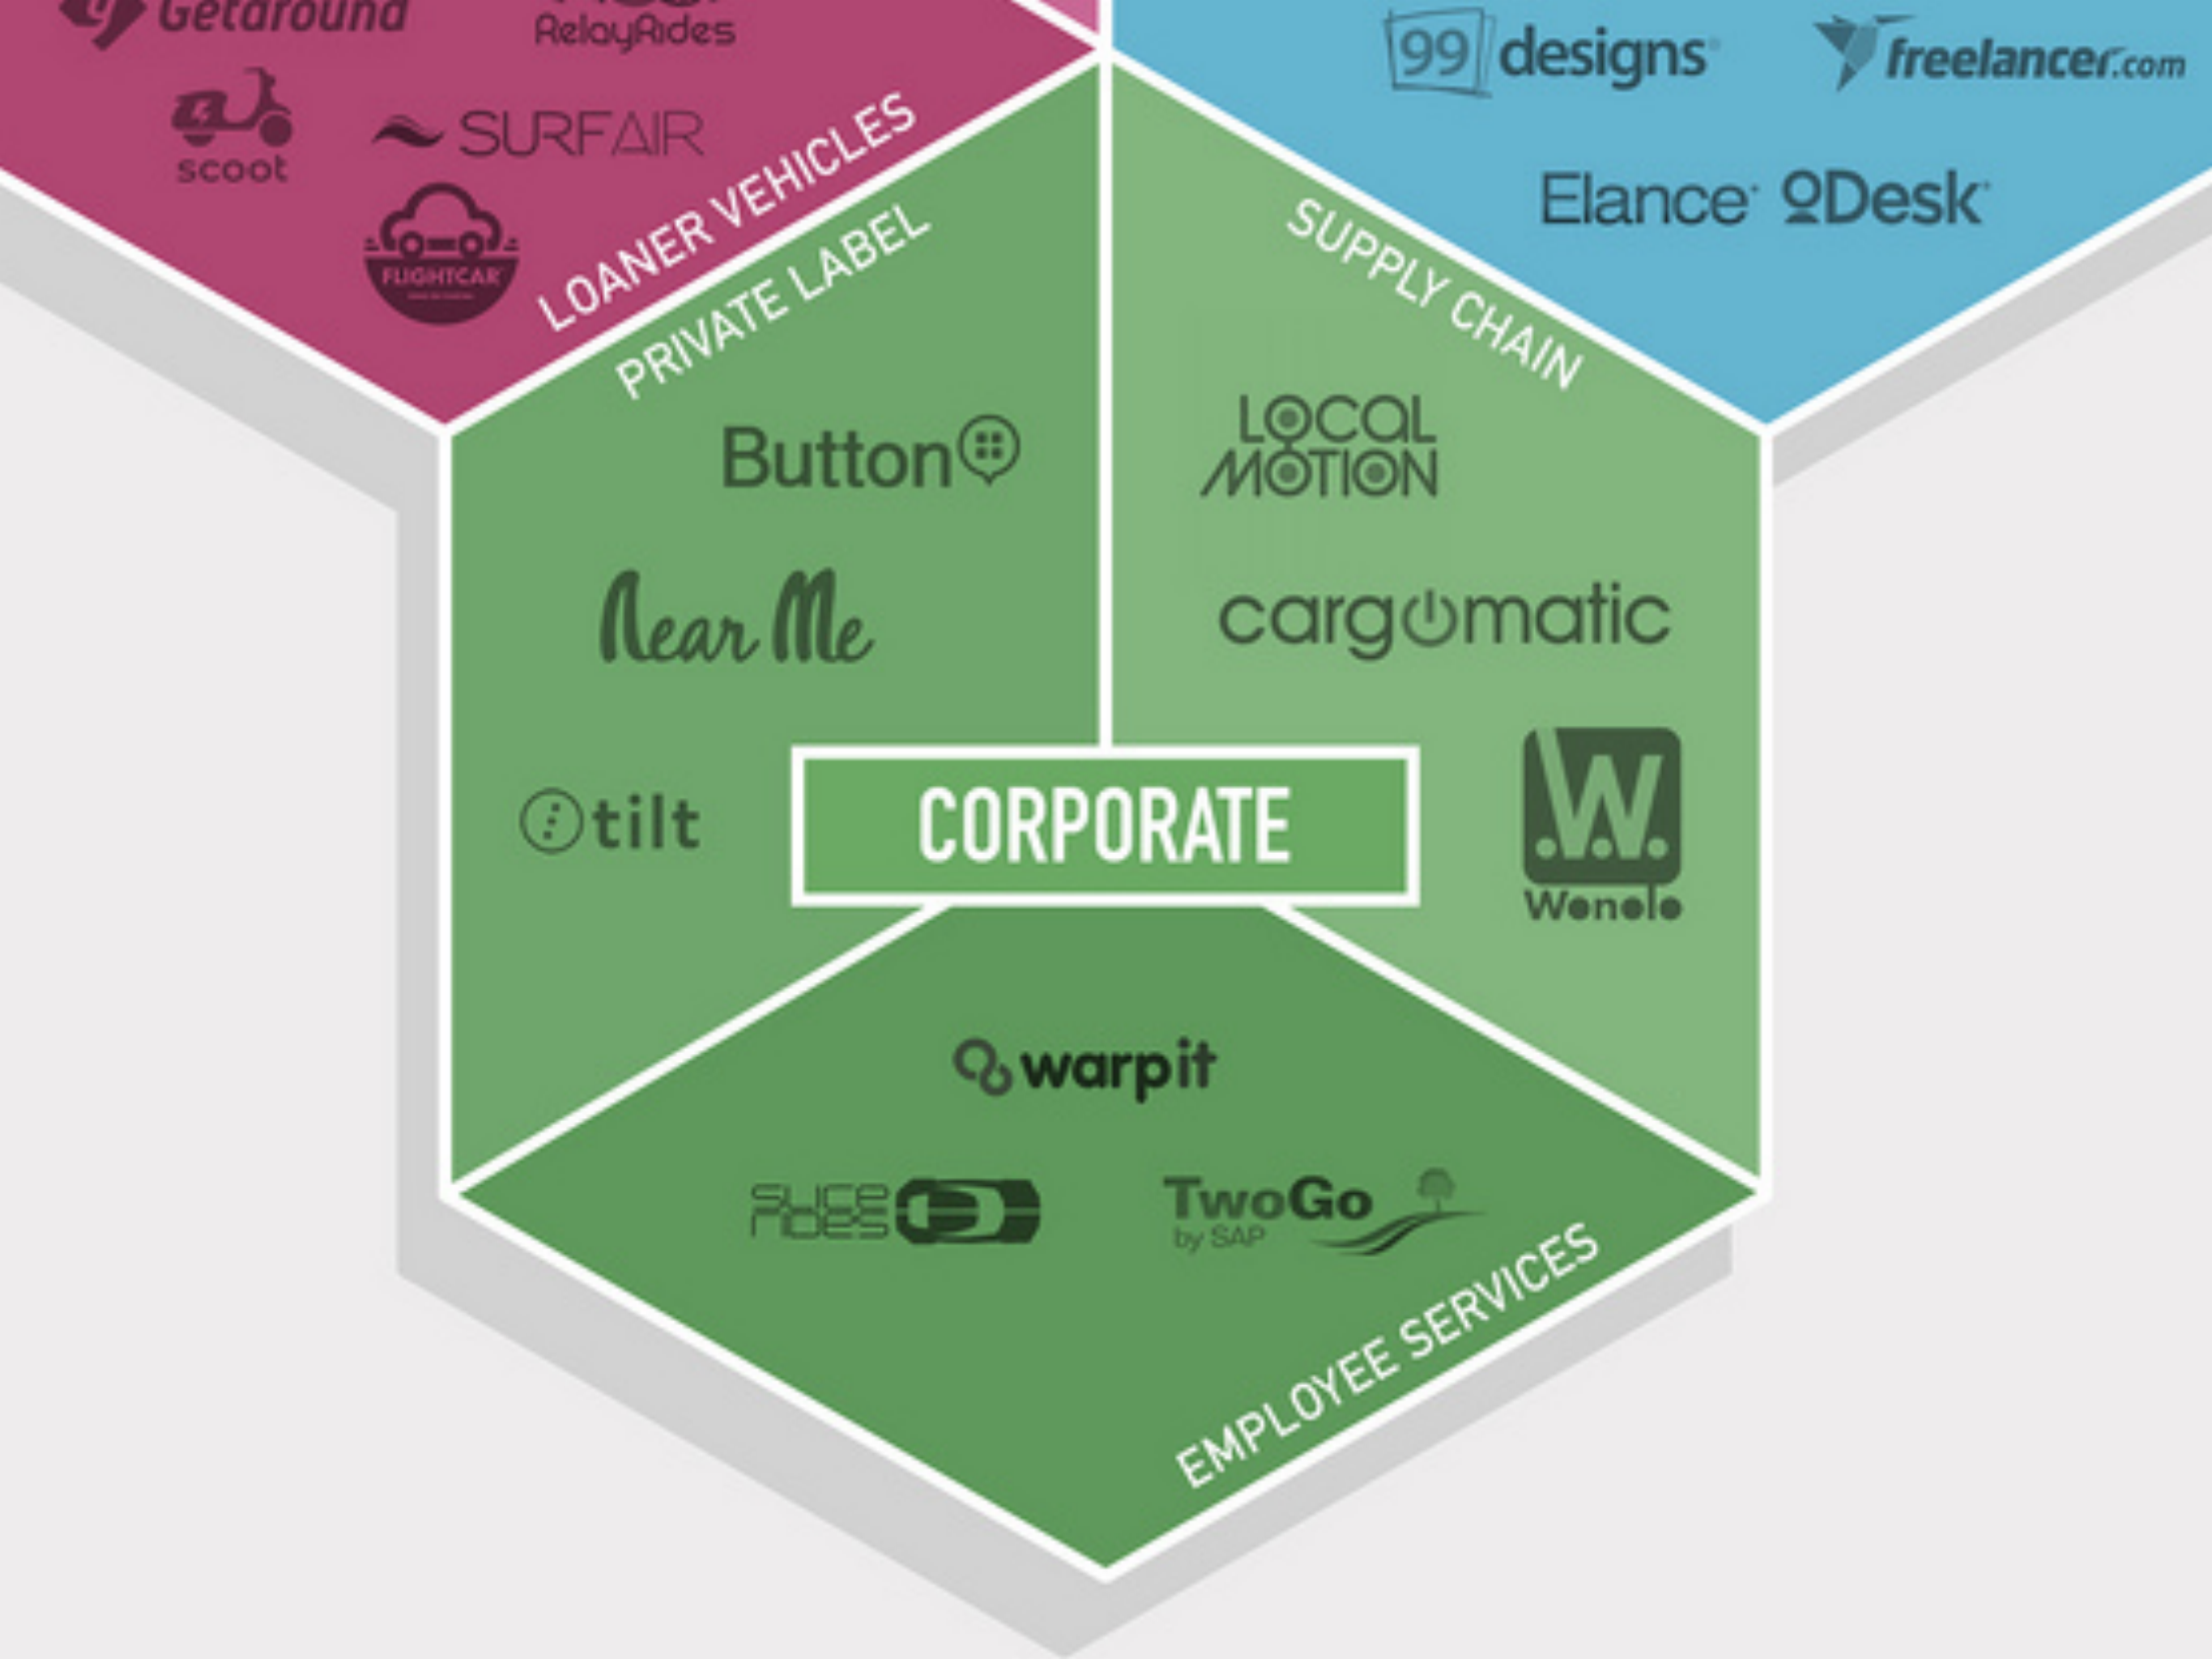 Getaround
RelayRides
scoot
SURFAIR
FLIGHTCAR
LOANER VEHICLES
99designs
freelancer.com
Elance
oDesk
PRIVATE LABEL
Button
Near Me
tilt
SUPPLY CHAIN
LOCAL
MOTION
cargomatic
W.
Wonolo
CORPORATE
warpit
SLICE
RIDES
TwoGo
by SAP
EMPLOYEE SERVICES